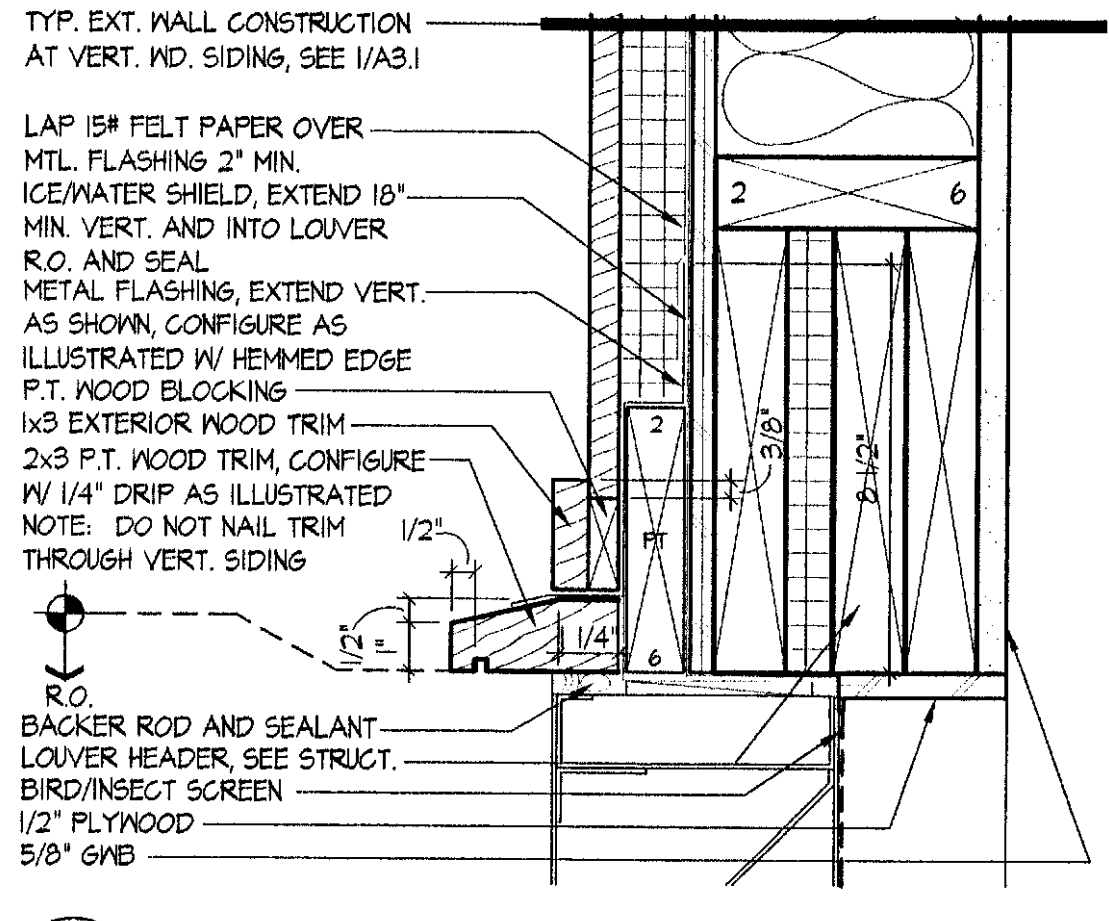 TYP. EXT. WALL CONSTRUCTION
AT VERT. WD. SIDING, SEE 1/A3.1
LAP 15# FELT PAPER OVER
MTL. FLASHING 2" MIN.
ICE/WATER SHIELD, EXTEND 18"
MIN. VERT. AND INTO LOUVER
R.O. AND SEAL
METAL FLASHING, EXTEND VERT.
AS SHOWN, CONFIGURE AS
ILLUSTRATED W/ HEMMED EDGE
P.T. WOOD BLOCKING
1x3 EXTERIOR WOOD TRIM
2x3 P.T. WOOD TRIM, CONFIGURE
W/ 1/4" DRIP AS ILLUSTRATED
NOTE: DO NOT NAIL TRIM
THROUGH VERT. SIDING
R.O.
BACKER ROD AND SEALANT
LOUVER HEADER, SEE STRUCT.
BIRD/INSECT SCREEN
1/2" PLYWOOD
5/8" GWB
2 6
2
PT
6
3/8"
8 1/2"
1/2"
1/2"
1"
1/4"